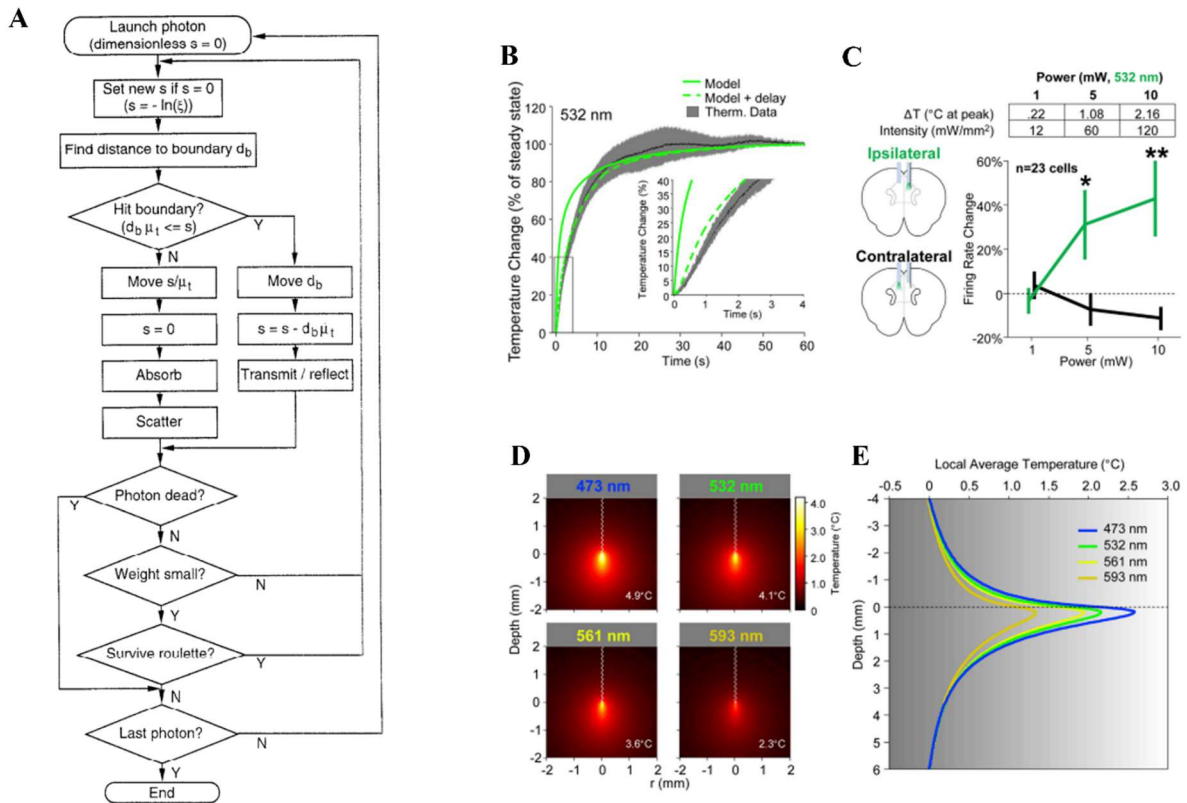 A
Launch photon
(dimensionless s = 0)
Set new s if s = 0
(s = - ln(ξ))
Find distance to boundary d_b
Hit boundary?
(d_b μ_t <= s)
Y
N
Move s/μ_t
Move d_b
s = 0
s = s - d_b μ_t
Absorb
Transmit / reflect
Scatter
Photon dead?
Y
N
Weight small?
N
Y
Survive roulette?
Y
N
Last photon?
N
Y
End
B
Temperature Change (% of steady state)
120
100
80
60
40
20
0
532 nm
Model
Model + delay
Therm. Data
Temperature Change (%)
40
35
30
25
20
15
10
5
0
0 1 2 3 4
Time (s)
0 10 20 30 40 50 60
Time (s)
C
Power (mW, 532 nm)
1 5 10
ΔT (°C at peak) .22 1.08 2.16
Intensity (mW/mm²) 12 60 120
Ipsilateral
Contralateral
n=23 cells
*
**
Firing Rate Change
60%
40%
20%
0
-20%
1 5 10
Power (mW)
D
473 nm
532 nm
2
1
0
-1
-2
4.9°C
4.1°C
Temperature (°C)
4.0
3.0
2.0
1.0
0
561 nm
593 nm
Depth (mm)
2
1
0
-1
-2
3.6°C
2.3°C
-2 -1 0 1 2
-2 -1 0 1 2
r (mm)
E
Local Average Temperature (°C)
-0.5 0 0.5 1.0 1.5 2.0 2.5 3.0
Depth (mm)
-4
-3
-2
-1
0
1
2
3
4
5
6
473 nm
532 nm
561 nm
593 nm